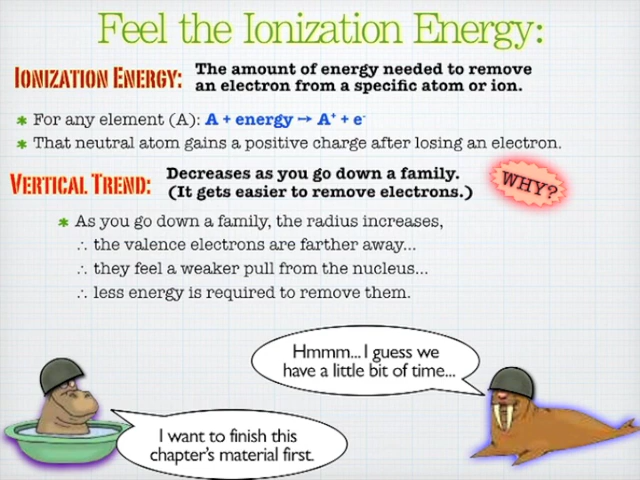 Feel the Ionization Energy:
IONIZATION ENERGY: The amount of energy needed to remove
an electron from a specific atom or ion.
* For any element (A): A + energy → A⁺ + e⁻
* That neutral atom gains a positive charge after losing an electron.
VERTICAL TREND: Decreases as you go down a family.
(It gets easier to remove electrons.)
WHY?
* As you go down a family, the radius increases,
∴ the valence electrons are farther away...
∴ they feel a weaker pull from the nucleus...
∴ less energy is required to remove them.
Hmmm... I guess we
have a little bit of time...
I want to finish this
chapter's material first.